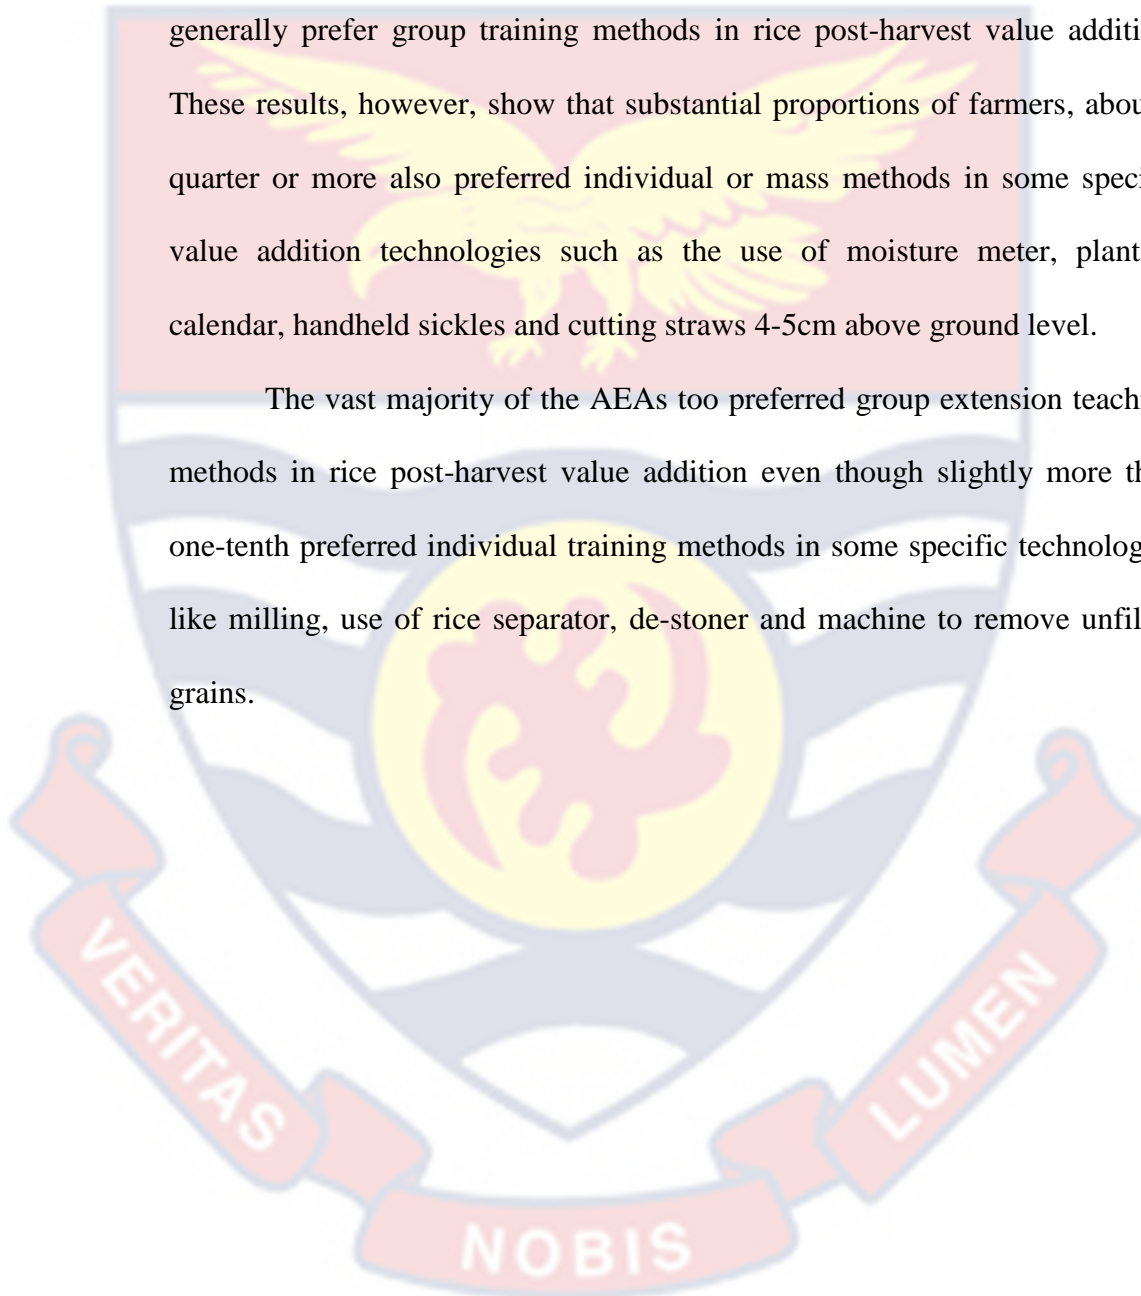 generally prefer group training methods in rice post-harvest value additi
These results, however, show that substantial proportions of farmers, abou
quarter or more also preferred individual or mass methods in some speci
value addition technologies such as the use of moisture meter, plant
calendar, handheld sickles and cutting straws 4-5cm above ground level.
The vast majority of the AEAs too preferred group extension teach
methods in rice post-harvest value addition even though slightly more th
one-tenth preferred individual training methods in some specific technolog
like milling, use of rice separator, de-stoner and machine to remove unfil
grains.
VERITAS
NOBIS
LUMEN